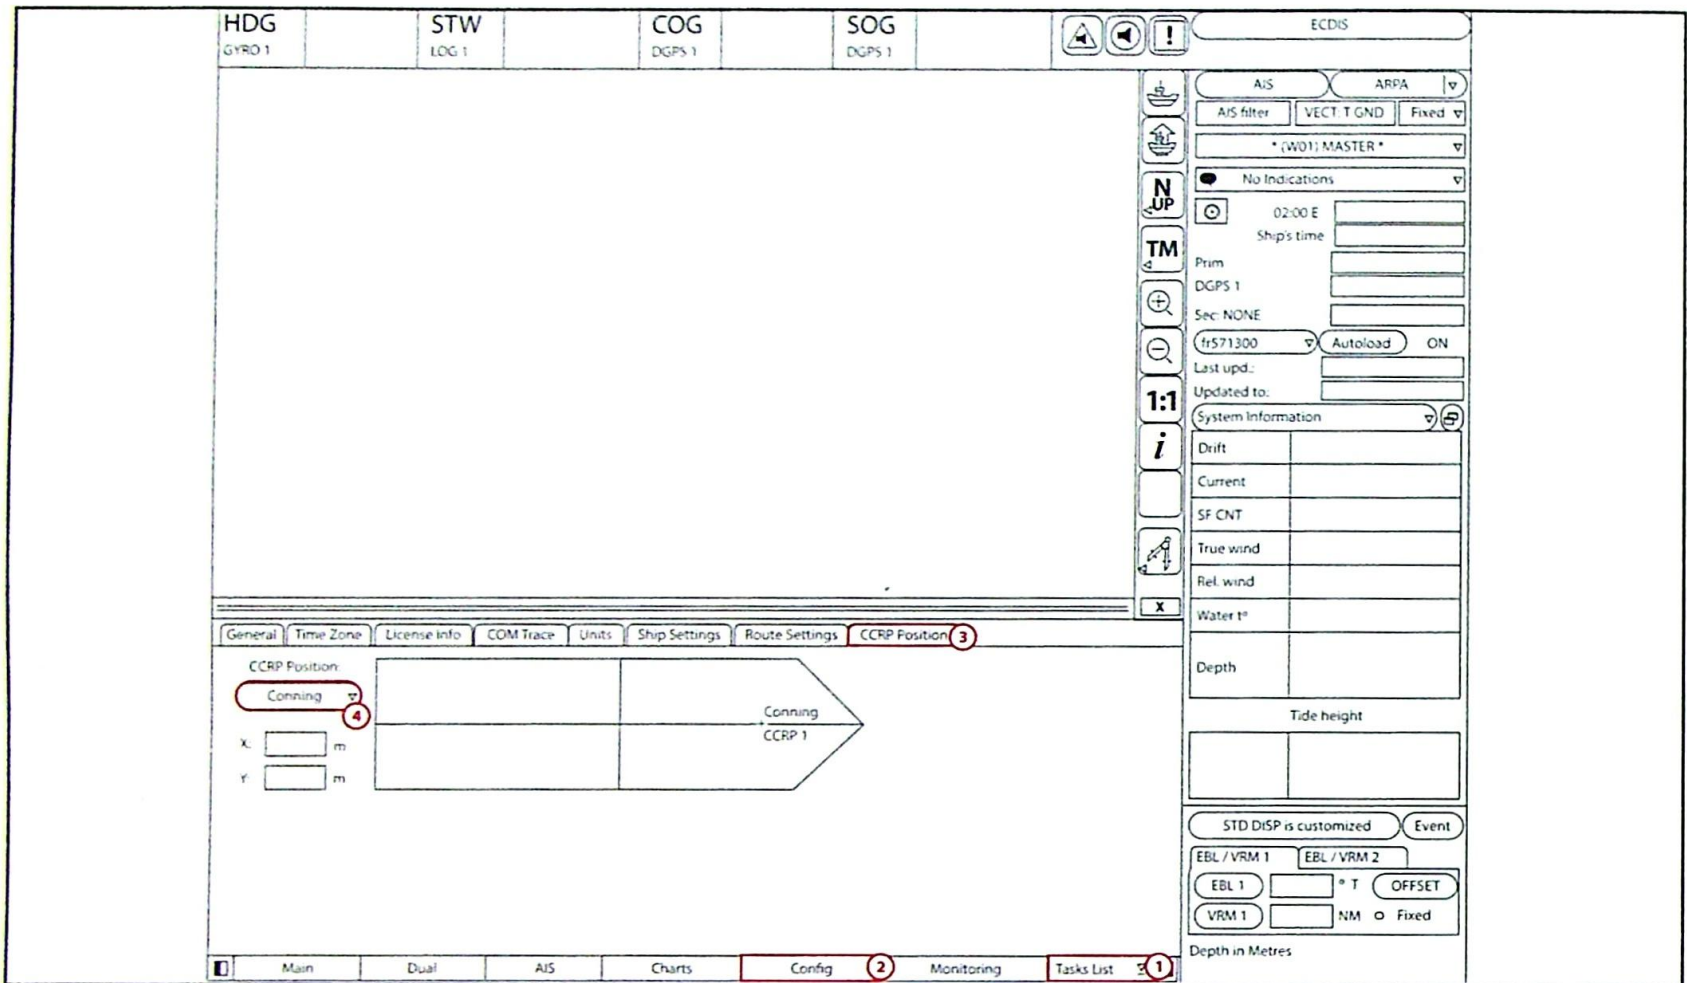 HDG STW COG SOG ECDIS
GYRO 1 LOG 1 DGPS 1 DGPS 1
!
AIS ARPA
AIS filter VECT: T GND Fixed
* (W01) MASTER *
No Indications
N
UP
02:00 E
Ship's time
TM
Prim
DGPS 1
Sec: NONE
fr571300 Autoload ON
Last upd.:
Updated to:
1:1
System Information
i
Drift
Current
SF CNT
True wind
Rel. wind
X
Water tº
General Time Zone License Info COM Trace Units Ship Settings Route Settings CCRP Position 3
CCRP Position:
Depth
Conning
4
Conning
CCRP 1
Tide height
X: m
Y: m
STD DISP is customized Event
EBL / VRM 1 EBL / VRM 2
EBL 1 º T OFFSET
VRM 1 NM Fixed
Depth in Metres
Main Dual AIS Charts Config 2 Monitoring Tasks List 1